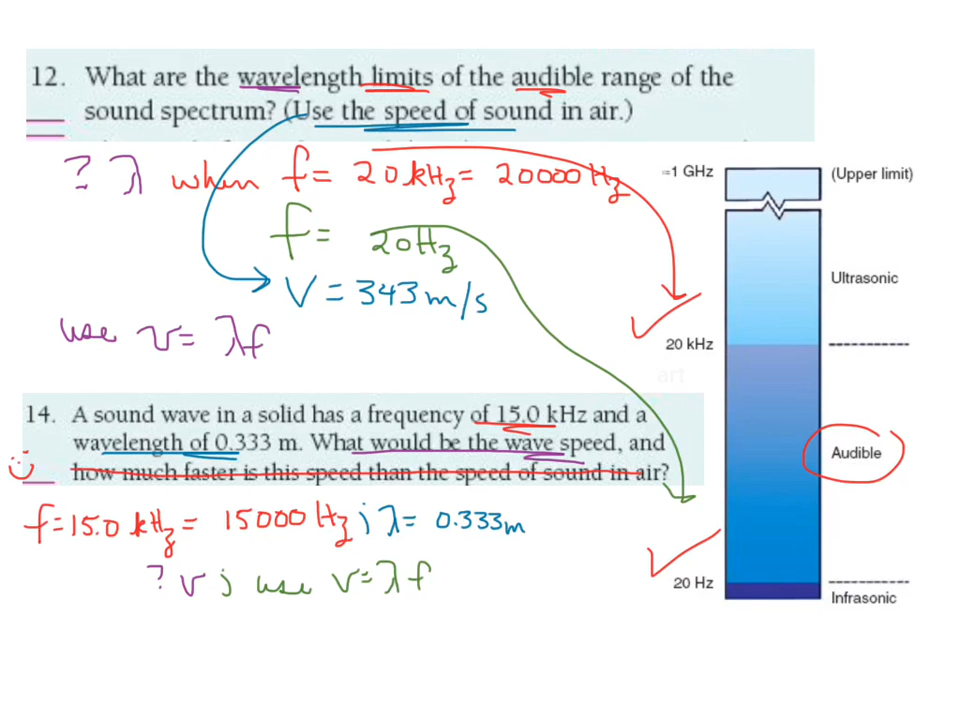 12. What are the wavelength limits of the audible range of the
sound spectrum? (Use the speed of sound in air.)
? λ when f = 20 kHz = 20000 Hz
f = 20 Hz
V = 343 m/s
use v = λf
≈1 GHz
(Upper limit)
Ultrasonic
20 kHz
art
Audible
20 Hz
Infrasonic
14. A sound wave in a solid has a frequency of 15.0 kHz and a
wavelength of 0.333 m. What would be the wave speed, and
how much faster is this speed than the speed of sound in air?
f = 15.0 kHz = 15000 Hz ; λ = 0.333 m
? v ; use v = λ f